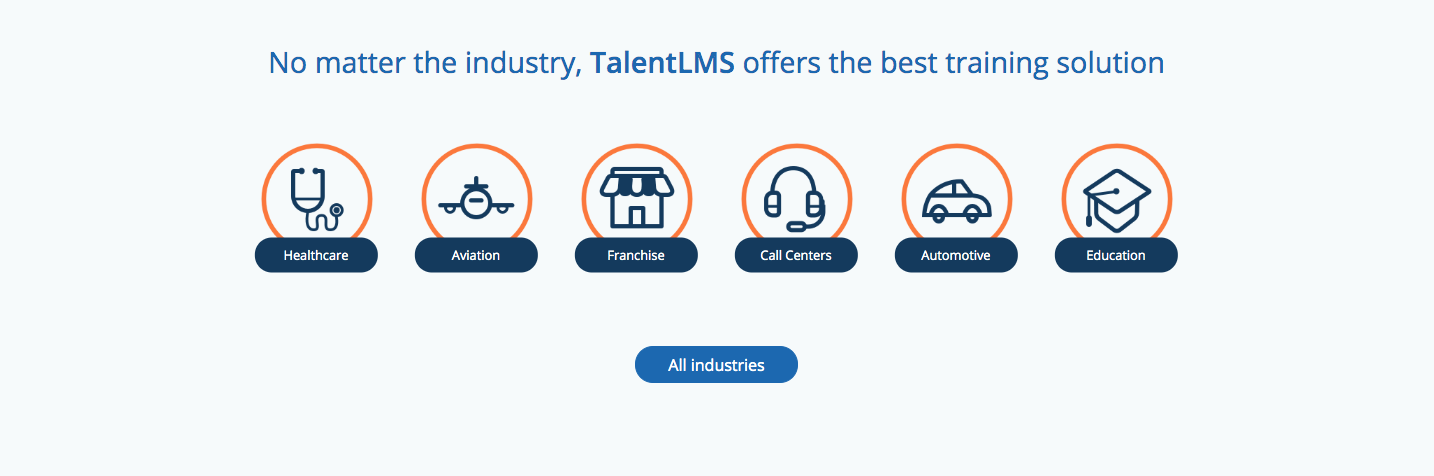 No matter the industry, TalentLMS offers the best training solution
Healthcare
Aviation
Franchise
Call Centers
Automotive
Education
All industries